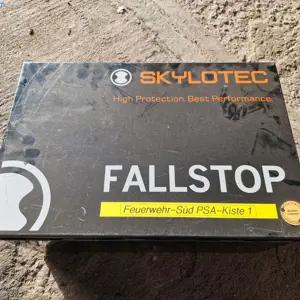 SKYLOTEC
High Protection. Best Performance.
FALLSTOP
Feuerwehr-Süd PSA-Kiste 1